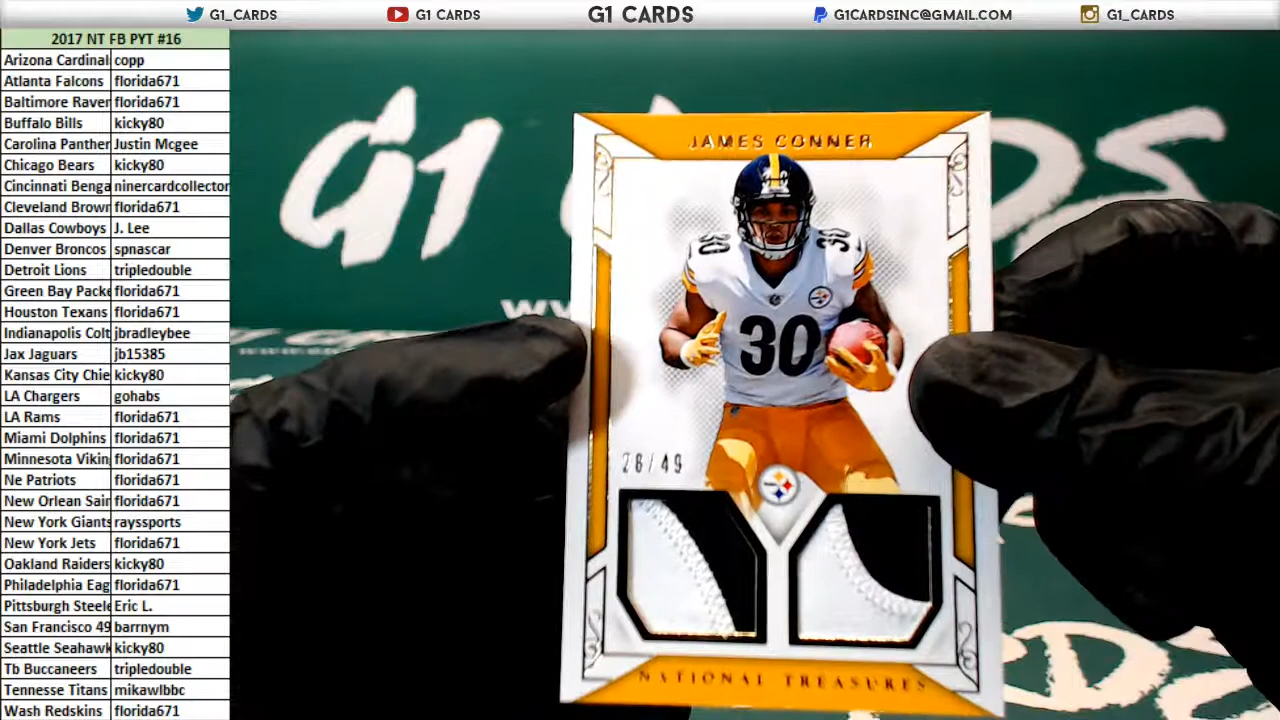 G1_CARDS G1 CARDS G1 CARDS G1CARDSINC@GMAIL.COM G1_CARDS
2017 NT FB PYT #16
Arizona Cardinal copp
Atlanta Falcons florida671
Baltimore Raver florida671
Buffalo Bills kicky80
Carolina Panther Justin Mcgee
Chicago Bears kicky80
Cincinnati Benga ninercardcollector
Cleveland Brown florida671
Dallas Cowboys J. Lee
Denver Broncos spnascar
Detroit Lions tripledouble
Green Bay Packe florida671
Houston Texans florida671
Indianapolis Colt jbradleybee
Jax Jaguars jb15385
Kansas City Chie kicky80
LA Chargers gohabs
LA Rams florida671
Miami Dolphins florida671
Minnesota Vikin florida671
Ne Patriots florida671
New Orlean Sain florida671
New York Giants rayssports
New York Jets florida671
Oakland Raiders kicky80
Philadelphia Eag florida671
Pittsburgh Steele Eric L.
San Francisco 49 barrnym
Seattle Seahawk kicky80
Tb Buccaneers tripledouble
Tennesse Titans mikawlbbc
Wash Redskins florida671
G1
JAMES CONNER
30 30
30
28/49
NATIONAL TREASURES